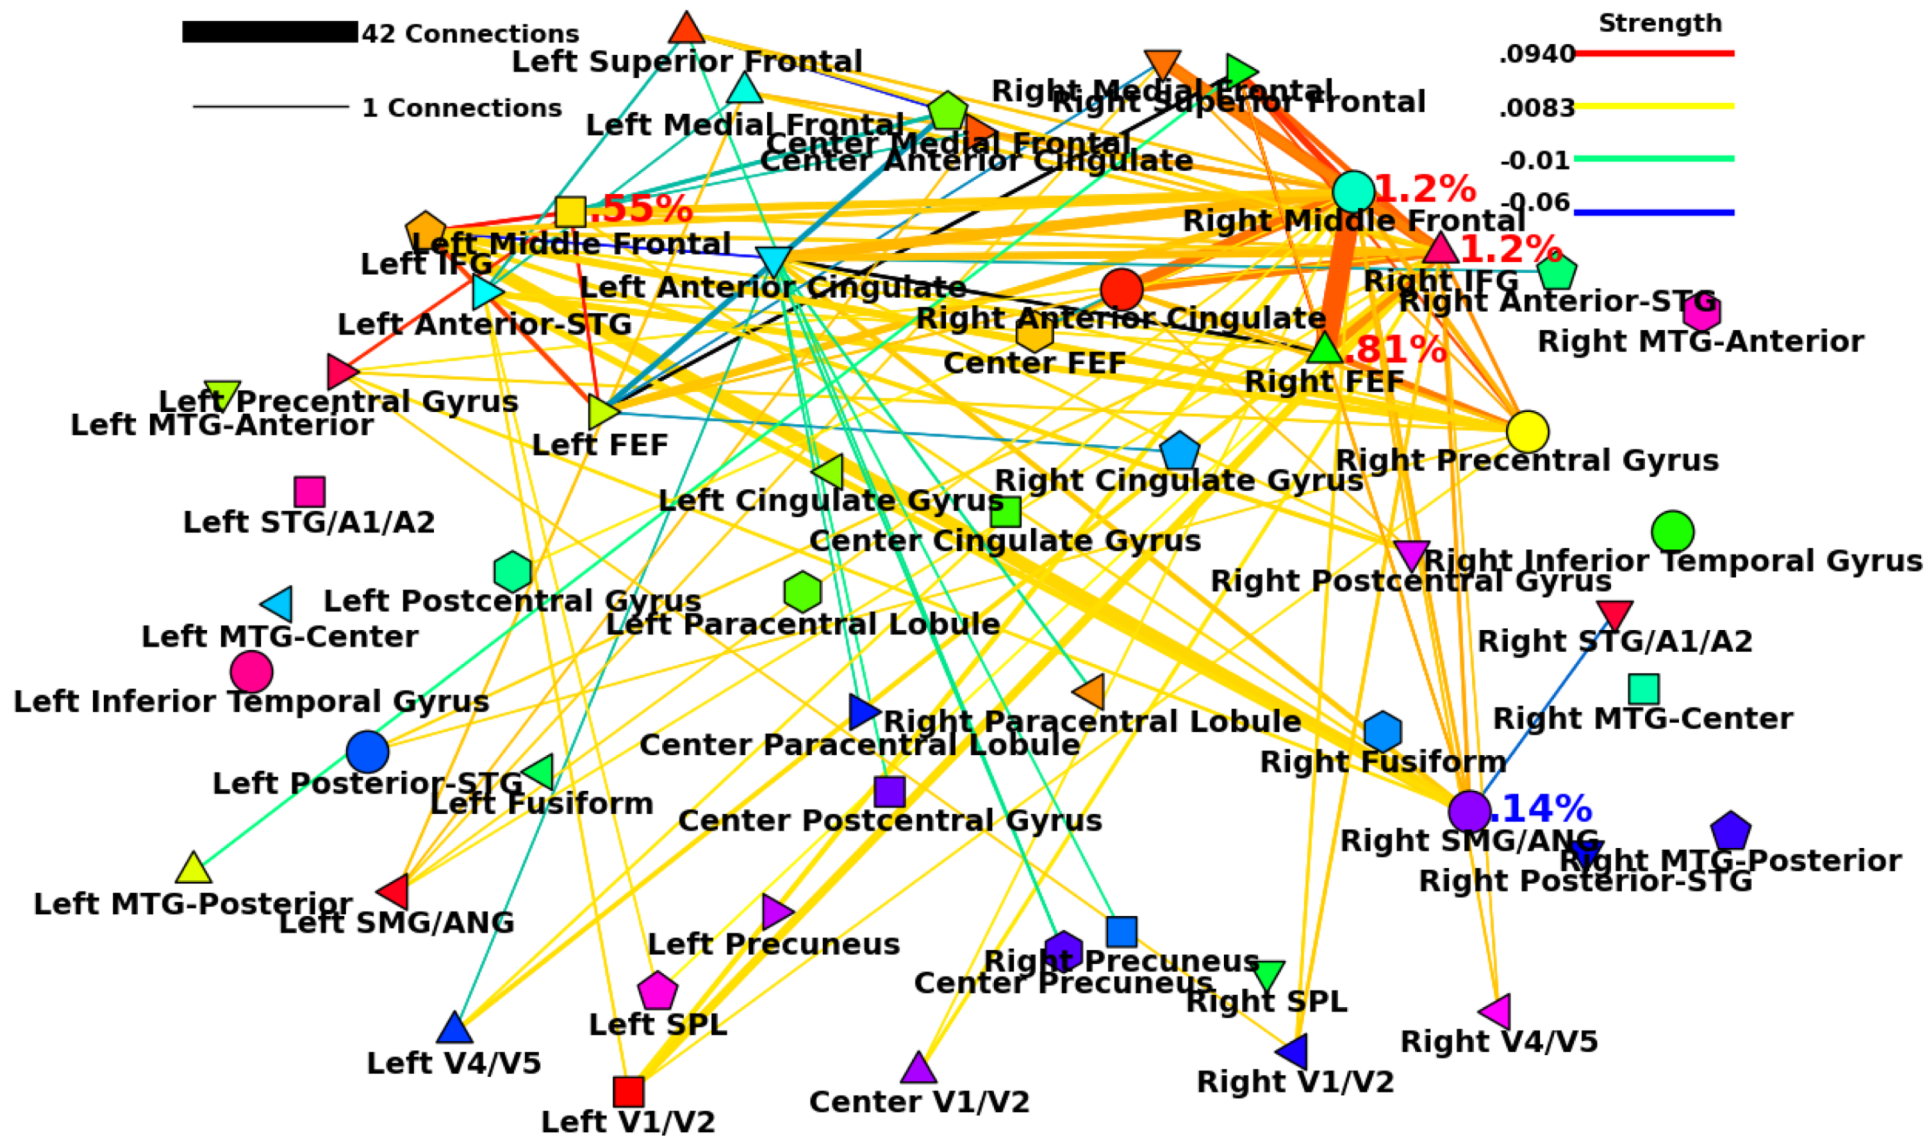 Strength
42 Connections
.0940
Left Superior Frontal
Right Medial Frontal
Right Superior Frontal
1 Connections
.0083
Left Medial Frontal
Center Medial Frontal
Center Anterior Cingulate
-0.01
1.2%
-0.06
.55%
Right Middle Frontal
Left Middle Frontal
1.2%
Left IFG
Right IFG
Left Anterior Cingulate
Right Anterior-STG
Left Anterior-STG
Right Anterior Cingulate
Right MTG-Anterior
Center FEF
.81%
Right FEF
Left Precentral Gyrus
Left MTG-Anterior
Left FEF
Right Precentral Gyrus
Right Cingulate Gyrus
Left Cingulate Gyrus
Left STG/A1/A2
Center Cingulate Gyrus
Right Inferior Temporal Gyrus
Right Postcentral Gyrus
Left Postcentral Gyrus
Left Paracentral Lobule
Left MTG-Center
Right STG/A1/A2
Left Inferior Temporal Gyrus
Right MTG-Center
Right Paracentral Lobule
Center Paracentral Lobule
Right Fusiform
Left Posterior-STG
Left Fusiform
.14%
Center Postcentral Gyrus
Right SMG/ANG
Right MTG-Posterior
Right Posterior-STG
Left MTG-Posterior
Left SMG/ANG
Left Precuneus
Right Precuneus
Center Precuneus
Right SPL
Left SPL
Right V4/V5
Left V4/V5
Right V1/V2
Center V1/V2
Left V1/V2